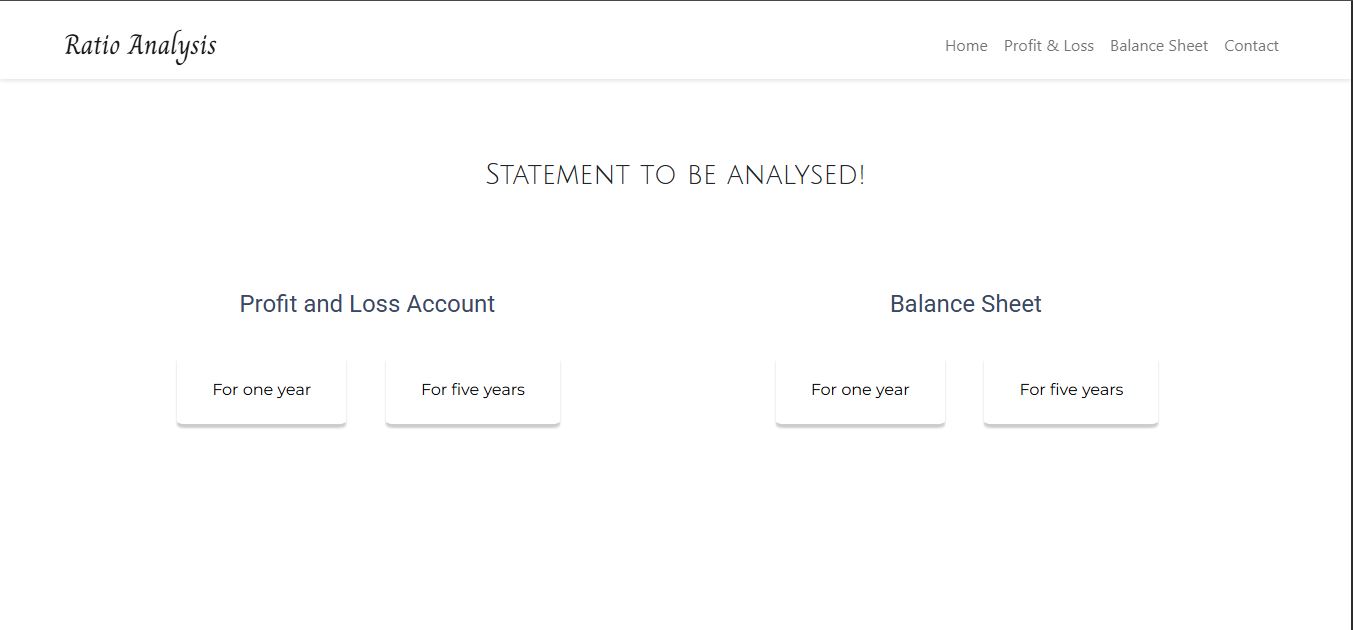 Ratio Analysis
Home Profit & Loss Balance Sheet Contact
Statement to be analysed!
Profit and Loss Account
For one year For five years
Balance Sheet
For one year For five years